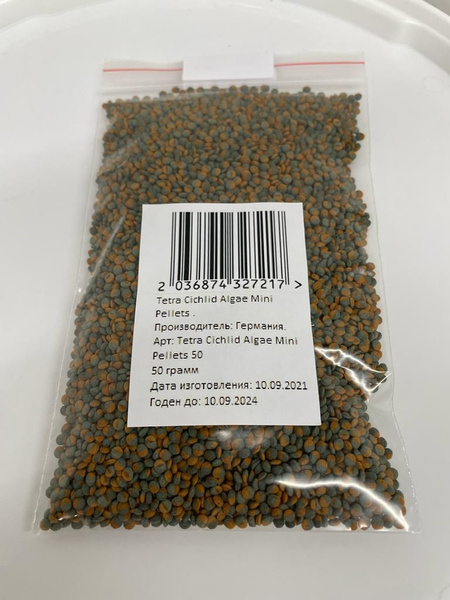 2 036874 327217 >
Tetra Cichlid Algae Mini
Pellets .
Производитель: Германия.
Арт: Tetra Cichlid Algae Mini
Pellets 50
50 грамм
Дата изготовления: 10.09.2021
Годен до: 10.09.2024